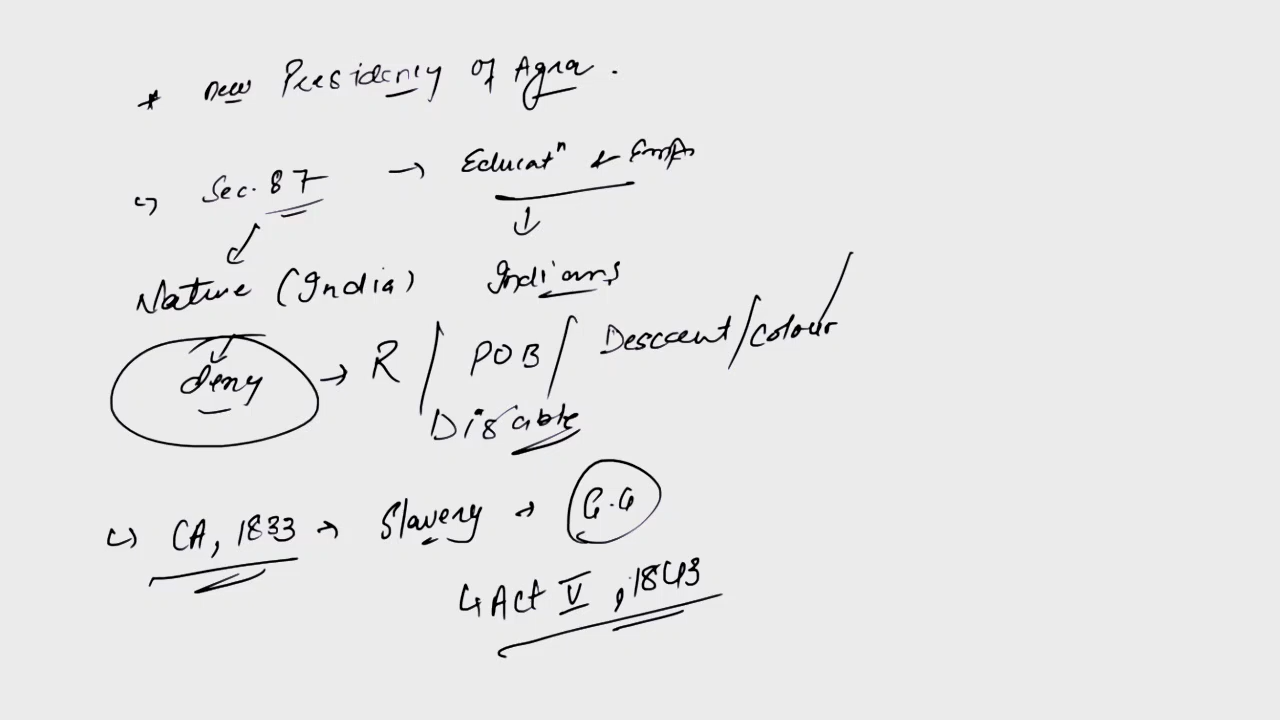 * new Presidency of Agra.
↳ Sec. 87 → Educatⁿ & Emp
↓ ↓
Native (India) Indians
↓
deny → R / POB / Descent / Colour /
Disable
↳ CA, 1833 → Slavery → G.G
↳ Act V, 1843